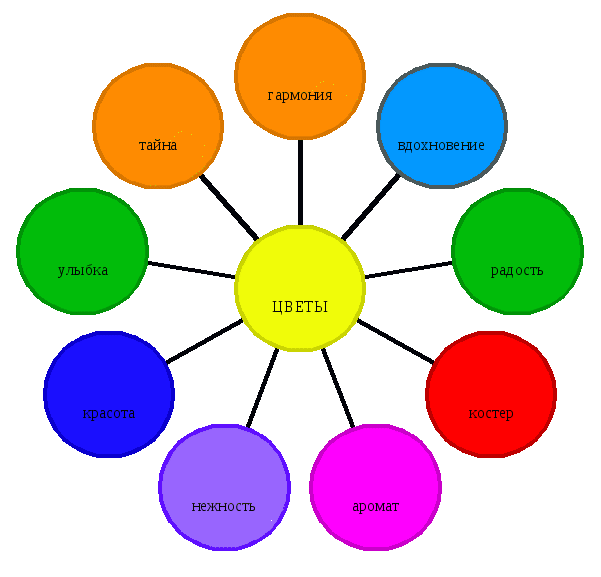 гармония
тайна
вдохновение
улыбка
радость
ЦВЕТЫ
красота
костер
нежность
аромат